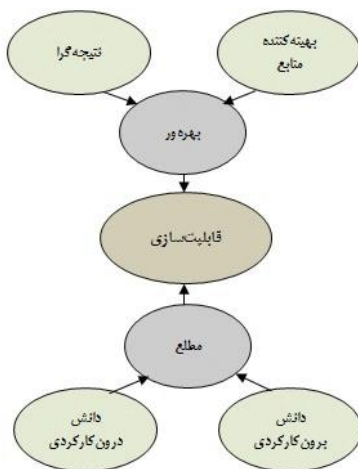 بهینه‌کننده
منابع
نتیجه‌گرا
بهره‌ور
قابلیت‌سازی
مطلع
دانش
برون‌کارکردی
دانش
درون‌کارکردی